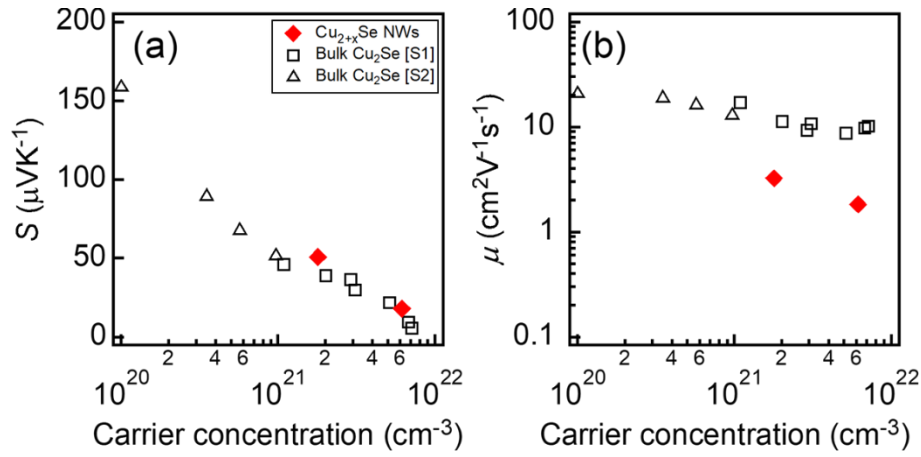 (a)
Cu2+xSe NWs
Bulk Cu2Se [S1]
Bulk Cu2Se [S2]
200
150
100
50
0
S (μVK-1)
2 4 6 2 4 6
10^20 10^21 10^22
Carrier concentration (cm-3)
(b)
100
10
1
0.1
μ (cm2V-1s-1)
2 4 6 2 4 6
10^20 10^21 10^22
Carrier concentration (cm-3)